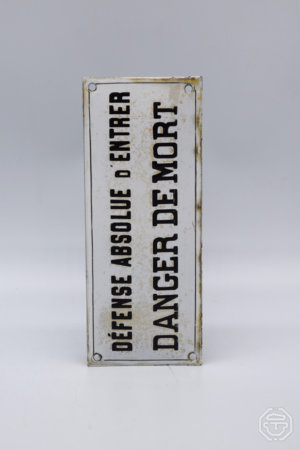 DÉFENSE ABSOLUE D'ENTRER
DANGER DE MORT